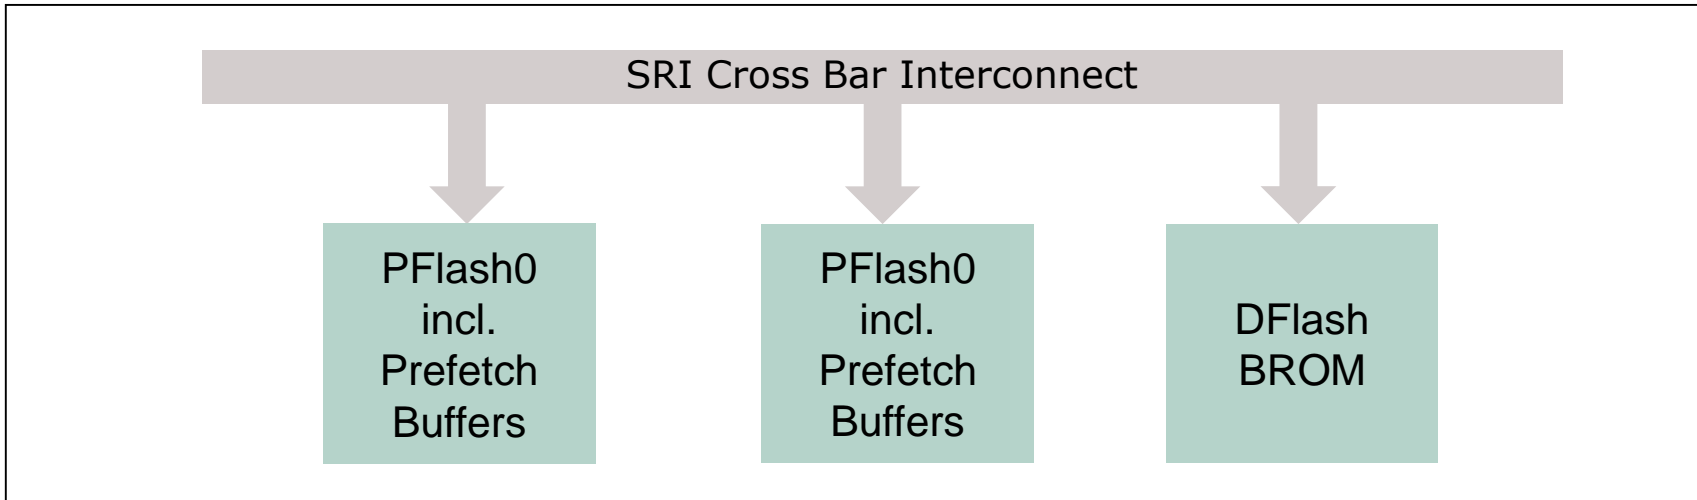 SRI Cross Bar Interconnect
PFlash0
incl.
Prefetch
Buffers
PFlash0
incl.
Prefetch
Buffers
DFlash
BROM